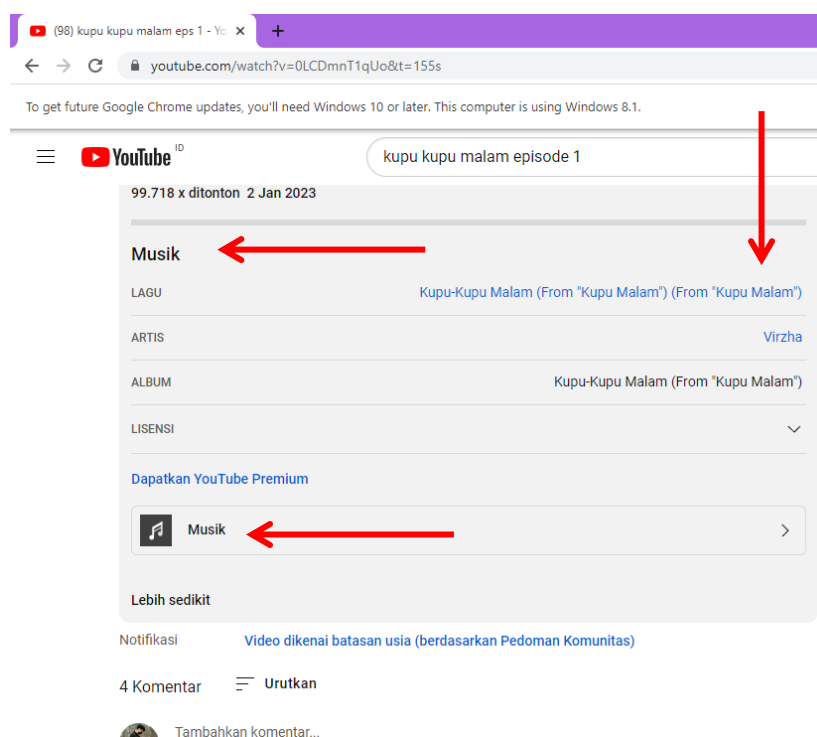 (98) kupu kupu malam eps 1 - Yo
youtube.com/watch?v=0LCDmnT1qUo&t=155s
To get future Google Chrome updates, you'll need Windows 10 or later. This computer is using Windows 8.1.
YouTube ID
kupu kupu malam episode 1
99.718 x ditonton 2 Jan 2023
Musik
LAGU Kupu-Kupu Malam (From "Kupu Malam") (From "Kupu Malam")
ARTIS Virzha
ALBUM Kupu-Kupu Malam (From "Kupu Malam")
LISENSI
Dapatkan YouTube Premium
Musik
Lebih sedikit
Notifikasi Video dikenai batasan usia (berdasarkan Pedoman Komunitas)
4 Komentar Urutkan
Tambahkan komentar...